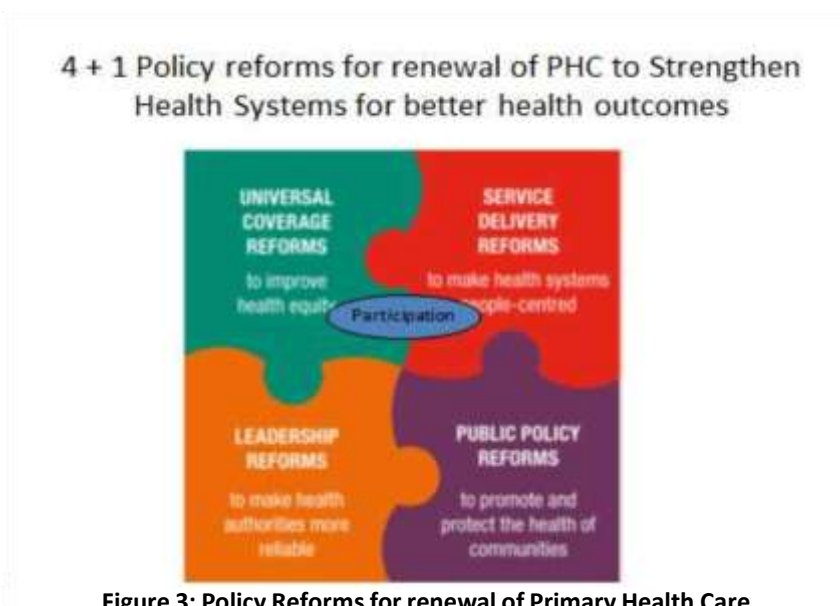 4 + 1 Policy reforms for renewal of PHC to Strengthen
Health Systems for better health outcomes
UNIVERSAL
COVERAGE
REFORMS
to improve
health equity
SERVICE
DELIVERY
REFORMS
to make health systems
people-centred
Participation
LEADERSHIP
REFORMS
to make health
authorities more
reliable
PUBLIC POLICY
REFORMS
to promote and
protect the health of
communities
Figure 3: Policy Reforms for renewal of Primary Health Care